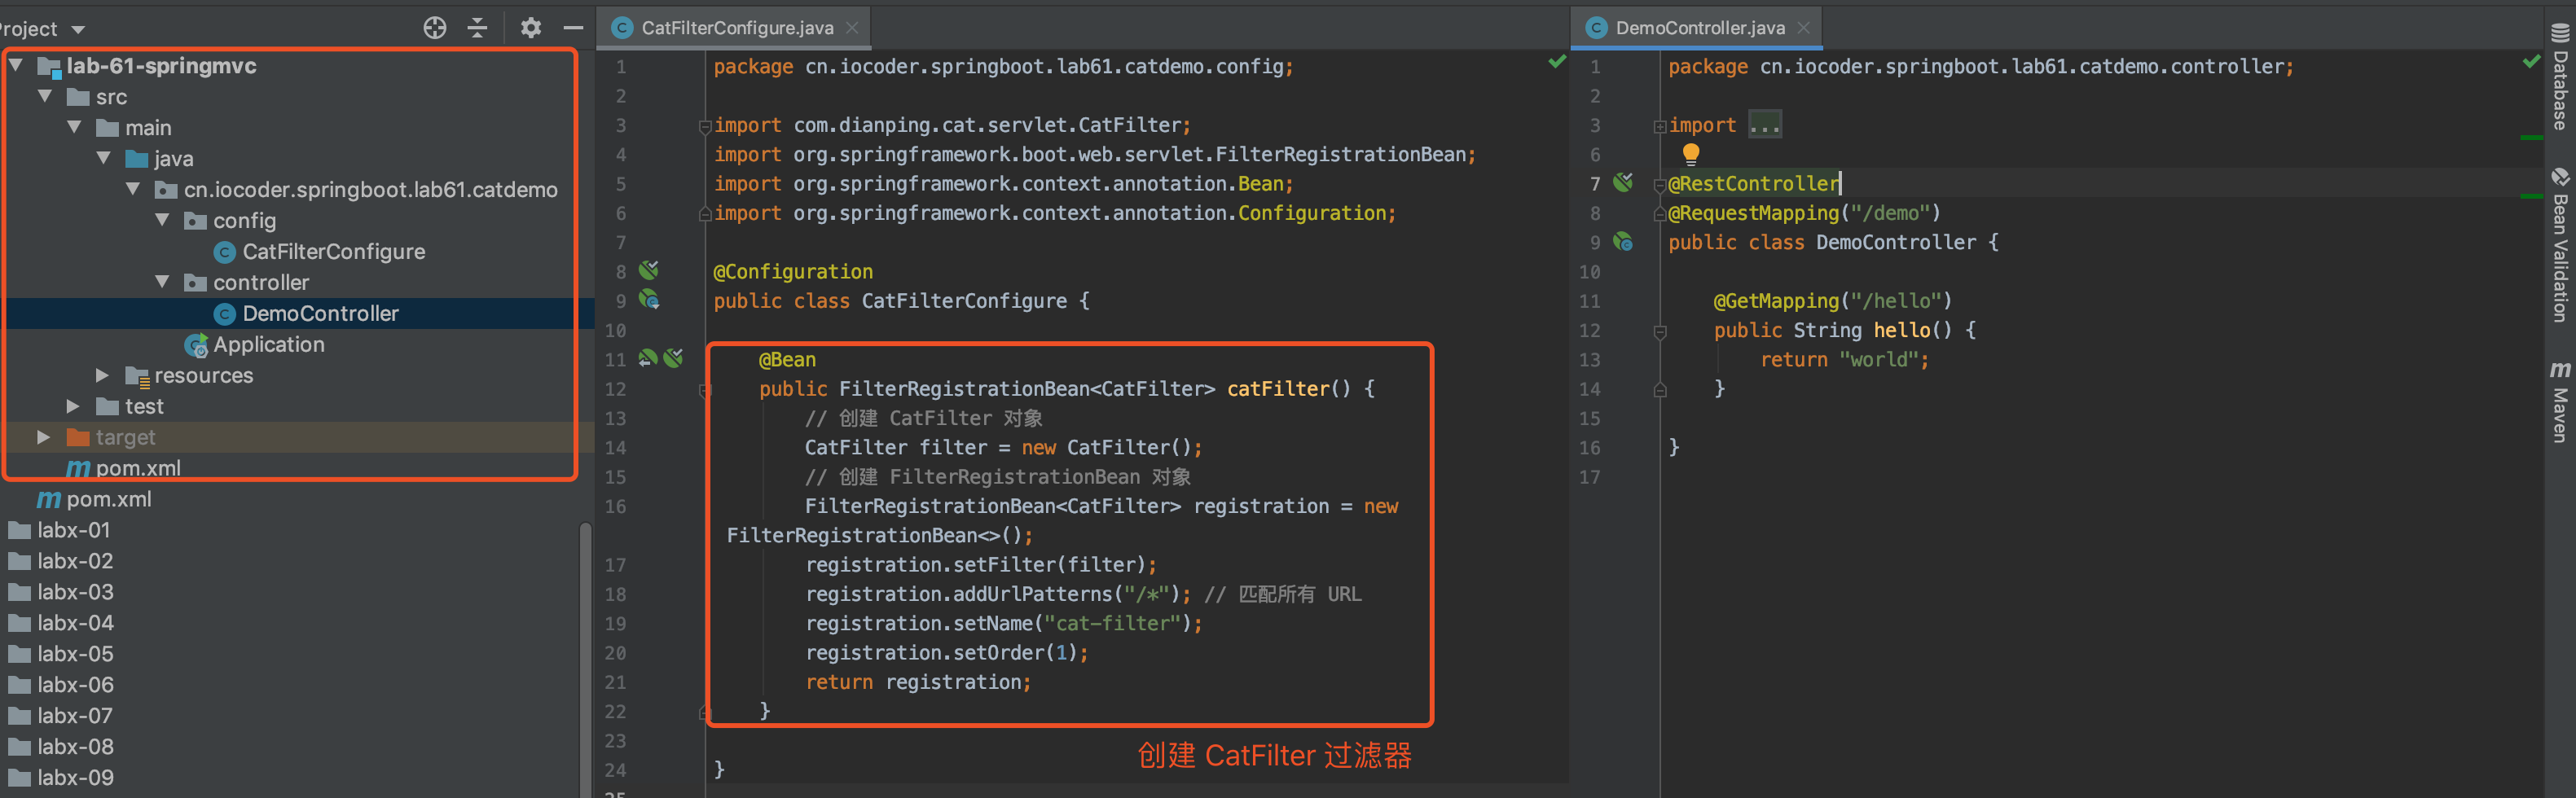 Project
lab-61-springmvc
src
main
java
cn.iocoder.springboot.lab61.catdemo
config
CatFilterConfigure
controller
DemoController
Application
resources
test
target
pom.xml
pom.xml
labx-01
labx-02
labx-03
labx-04
labx-05
labx-06
labx-07
labx-08
labx-09
CatFilterConfigure.java
1 package cn.iocoder.springboot.lab61.catdemo.config;
2
3 import com.dianping.cat.servlet.CatFilter;
4 import org.springframework.boot.web.servlet.FilterRegistrationBean;
5 import org.springframework.context.annotation.Bean;
6 import org.springframework.context.annotation.Configuration;
7
8 @Configuration
9 public class CatFilterConfigure {
10
11 @Bean
12 public FilterRegistrationBean<CatFilter> catFilter() {
13 // 创建 CatFilter 对象
14 CatFilter filter = new CatFilter();
15 // 创建 FilterRegistrationBean 对象
16 FilterRegistrationBean<CatFilter> registration = new
FilterRegistrationBean<>();
17 registration.setFilter(filter);
18 registration.addUrlPatterns("/*"); // 匹配所有 URL
19 registration.setName("cat-filter");
20 registration.setOrder(1);
21 return registration;
22 }
23
24 }
25
创建 CatFilter 过滤器
DemoController.java
1 package cn.iocoder.springboot.lab61.catdemo.controller;
2
3 import ...
6
7 @RestController
8 @RequestMapping("/demo")
9 public class DemoController {
10
11 @GetMapping("/hello")
12 public String hello() {
13 return "world";
14 }
15
16 }
17
Database
Bean Validation
Maven